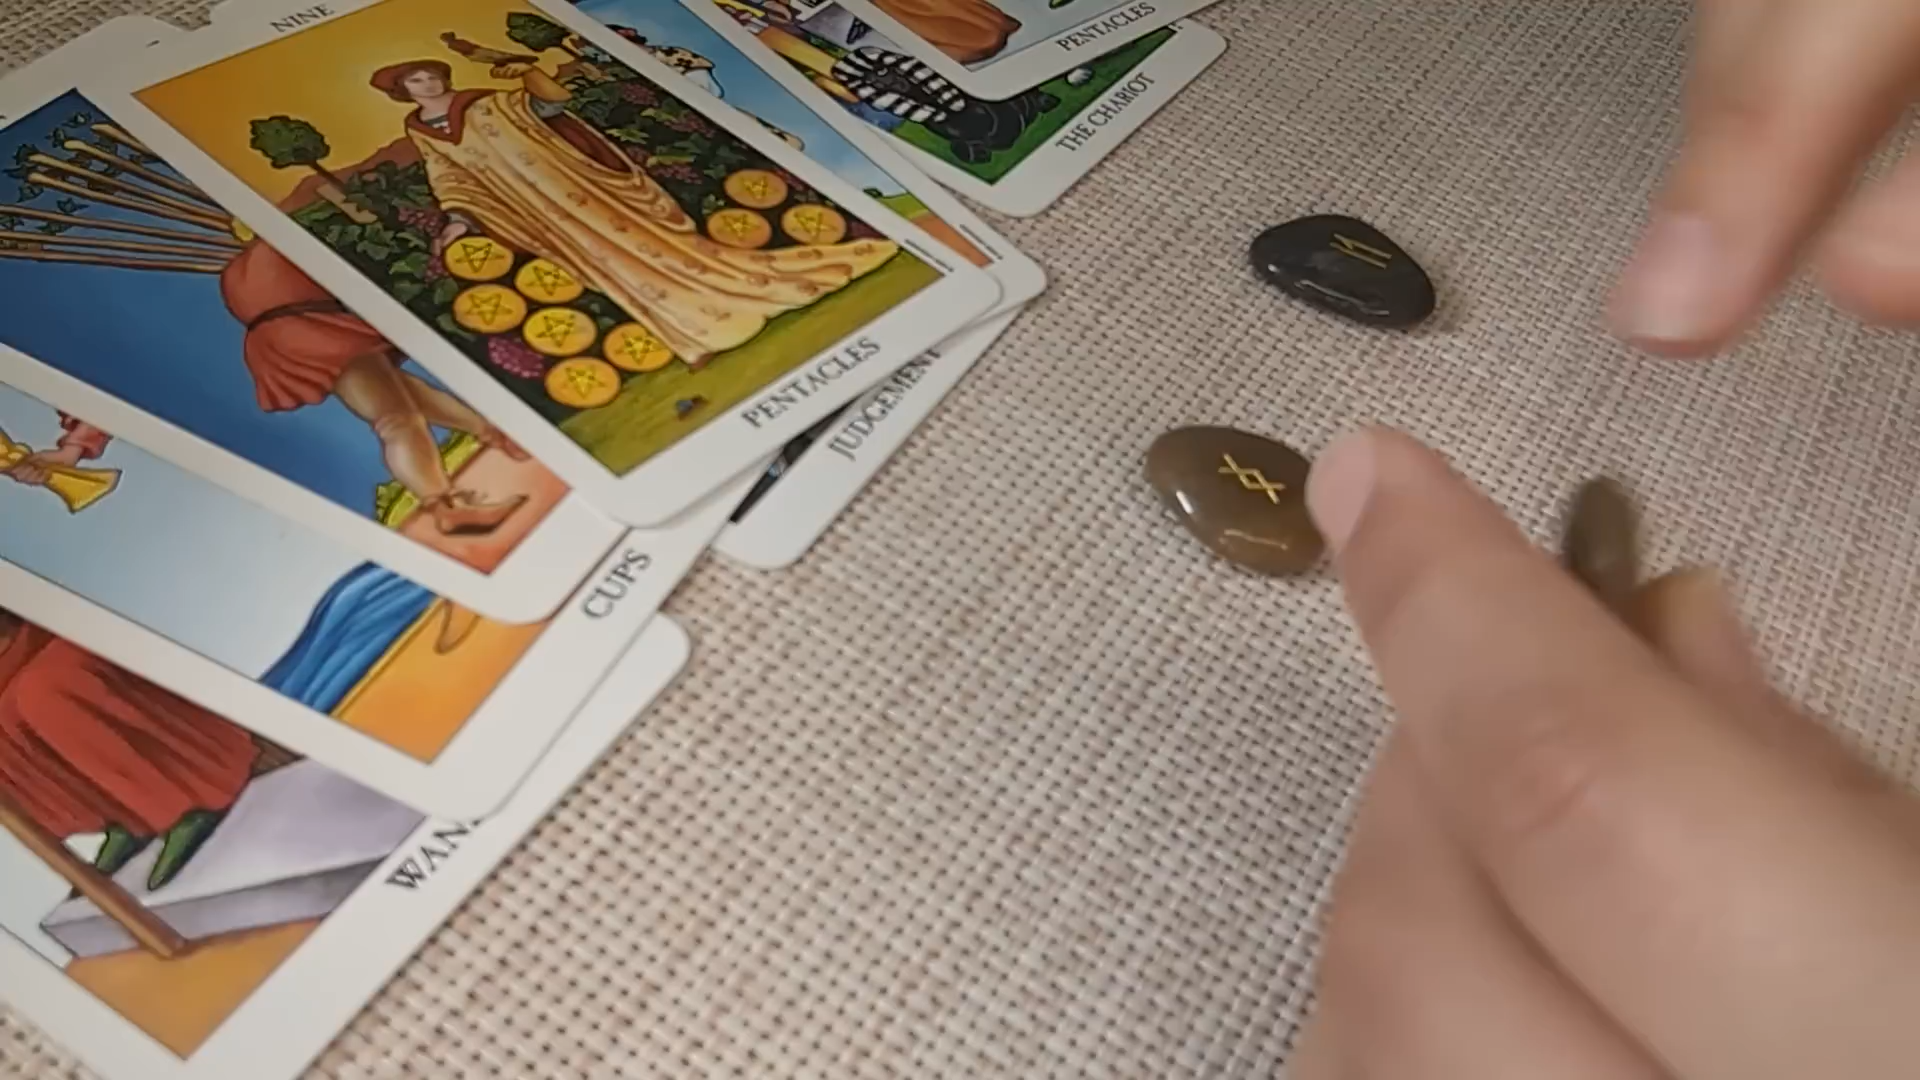 NINE
PENTACLES
PENTACLES
THE CHARIOT
JUDGEMENT
CUPS